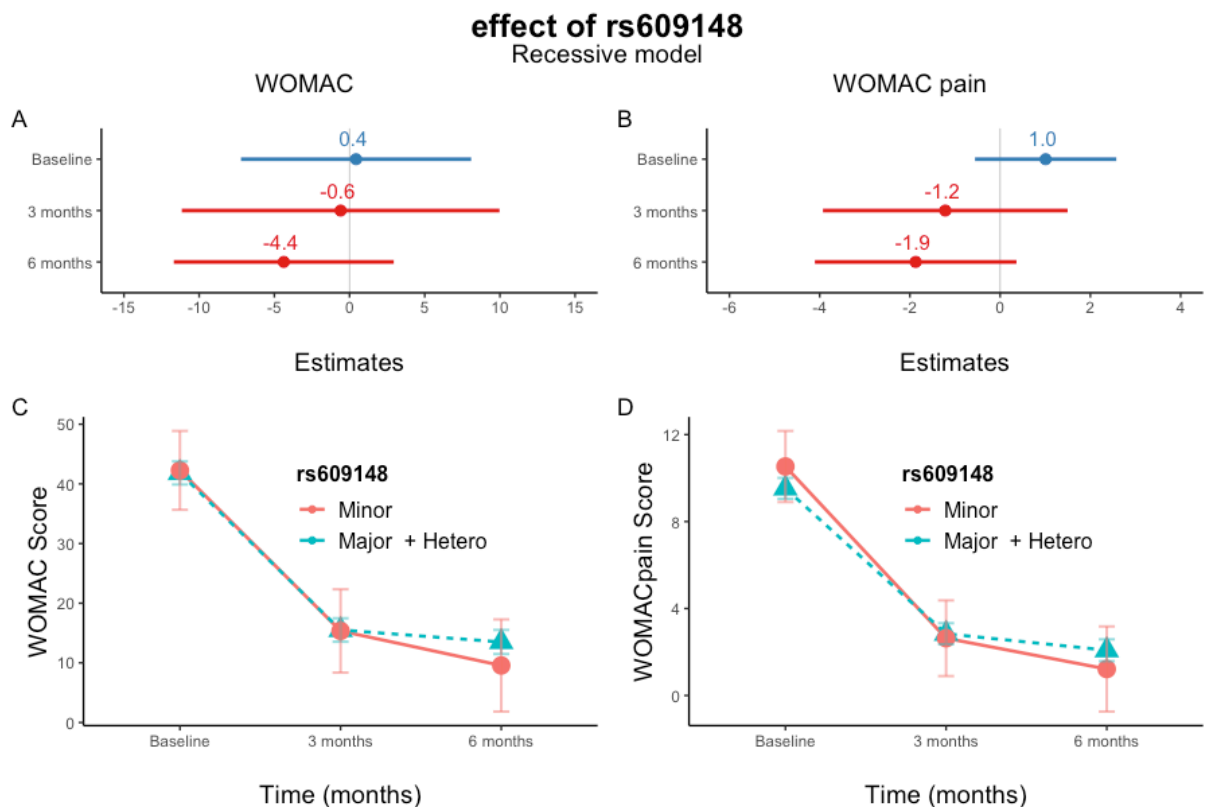 effect of rs609148
Recessive model
WOMAC
WOMAC pain
A
0.4
Baseline
-0.6
3 months
-4.4
6 months
-15 -10 -5 0 5 10 15
Estimates
B
1.0
Baseline
-1.2
3 months
-1.9
6 months
-6 -4 -2 0 2 4
Estimates
C
WOMAC Score
50
40
30
20
10
0
rs609148
Minor
Major + Hetero
Baseline 3 months 6 months
Time (months)
D
WOMACpain Score
12
8
4
0
rs609148
Minor
Major + Hetero
Baseline 3 months 6 months
Time (months)